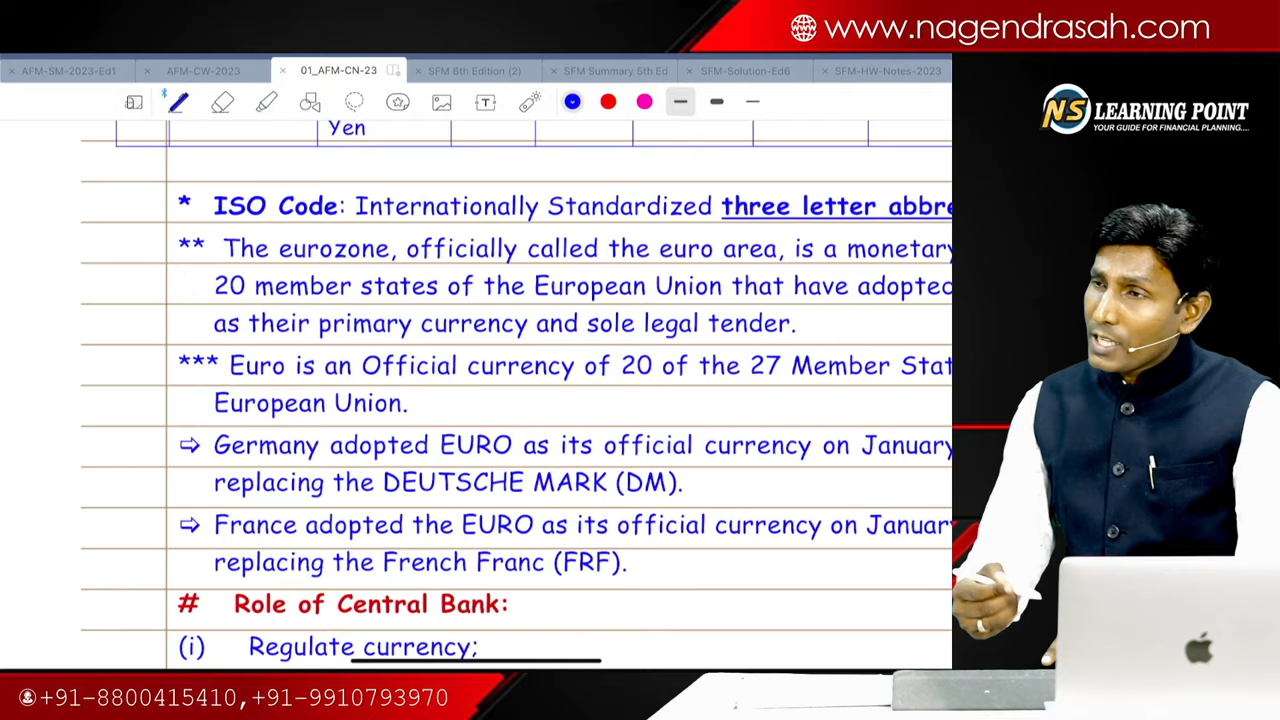 www.nagendrasah.com
AFM-SM-2023-Ed1
AFM-CW-2023
01_AFM-CN-23
SFM 6th Edition (2)
SFM Summary 5th Ed
SFM-Solution-Ed6
SFM-HW-Notes-2023
NS LEARNING POINT
YOUR GUIDE FOR FINANCIAL PLANNING....
Yen
* ISO Code: Internationally Standardized three letter abbre
** The eurozone, officially called the euro area, is a monetary
20 member states of the European Union that have adopted
as their primary currency and sole legal tender.
*** Euro is an Official currency of 20 of the 27 Member Stat
European Union.
⇨ Germany adopted EURO as its official currency on January
replacing the DEUTSCHE MARK (DM).
⇨ France adopted the EURO as its official currency on January
replacing the French Franc (FRF).
# Role of Central Bank:
(i) Regulate currency;
+91-8800415410,+91-9910793970